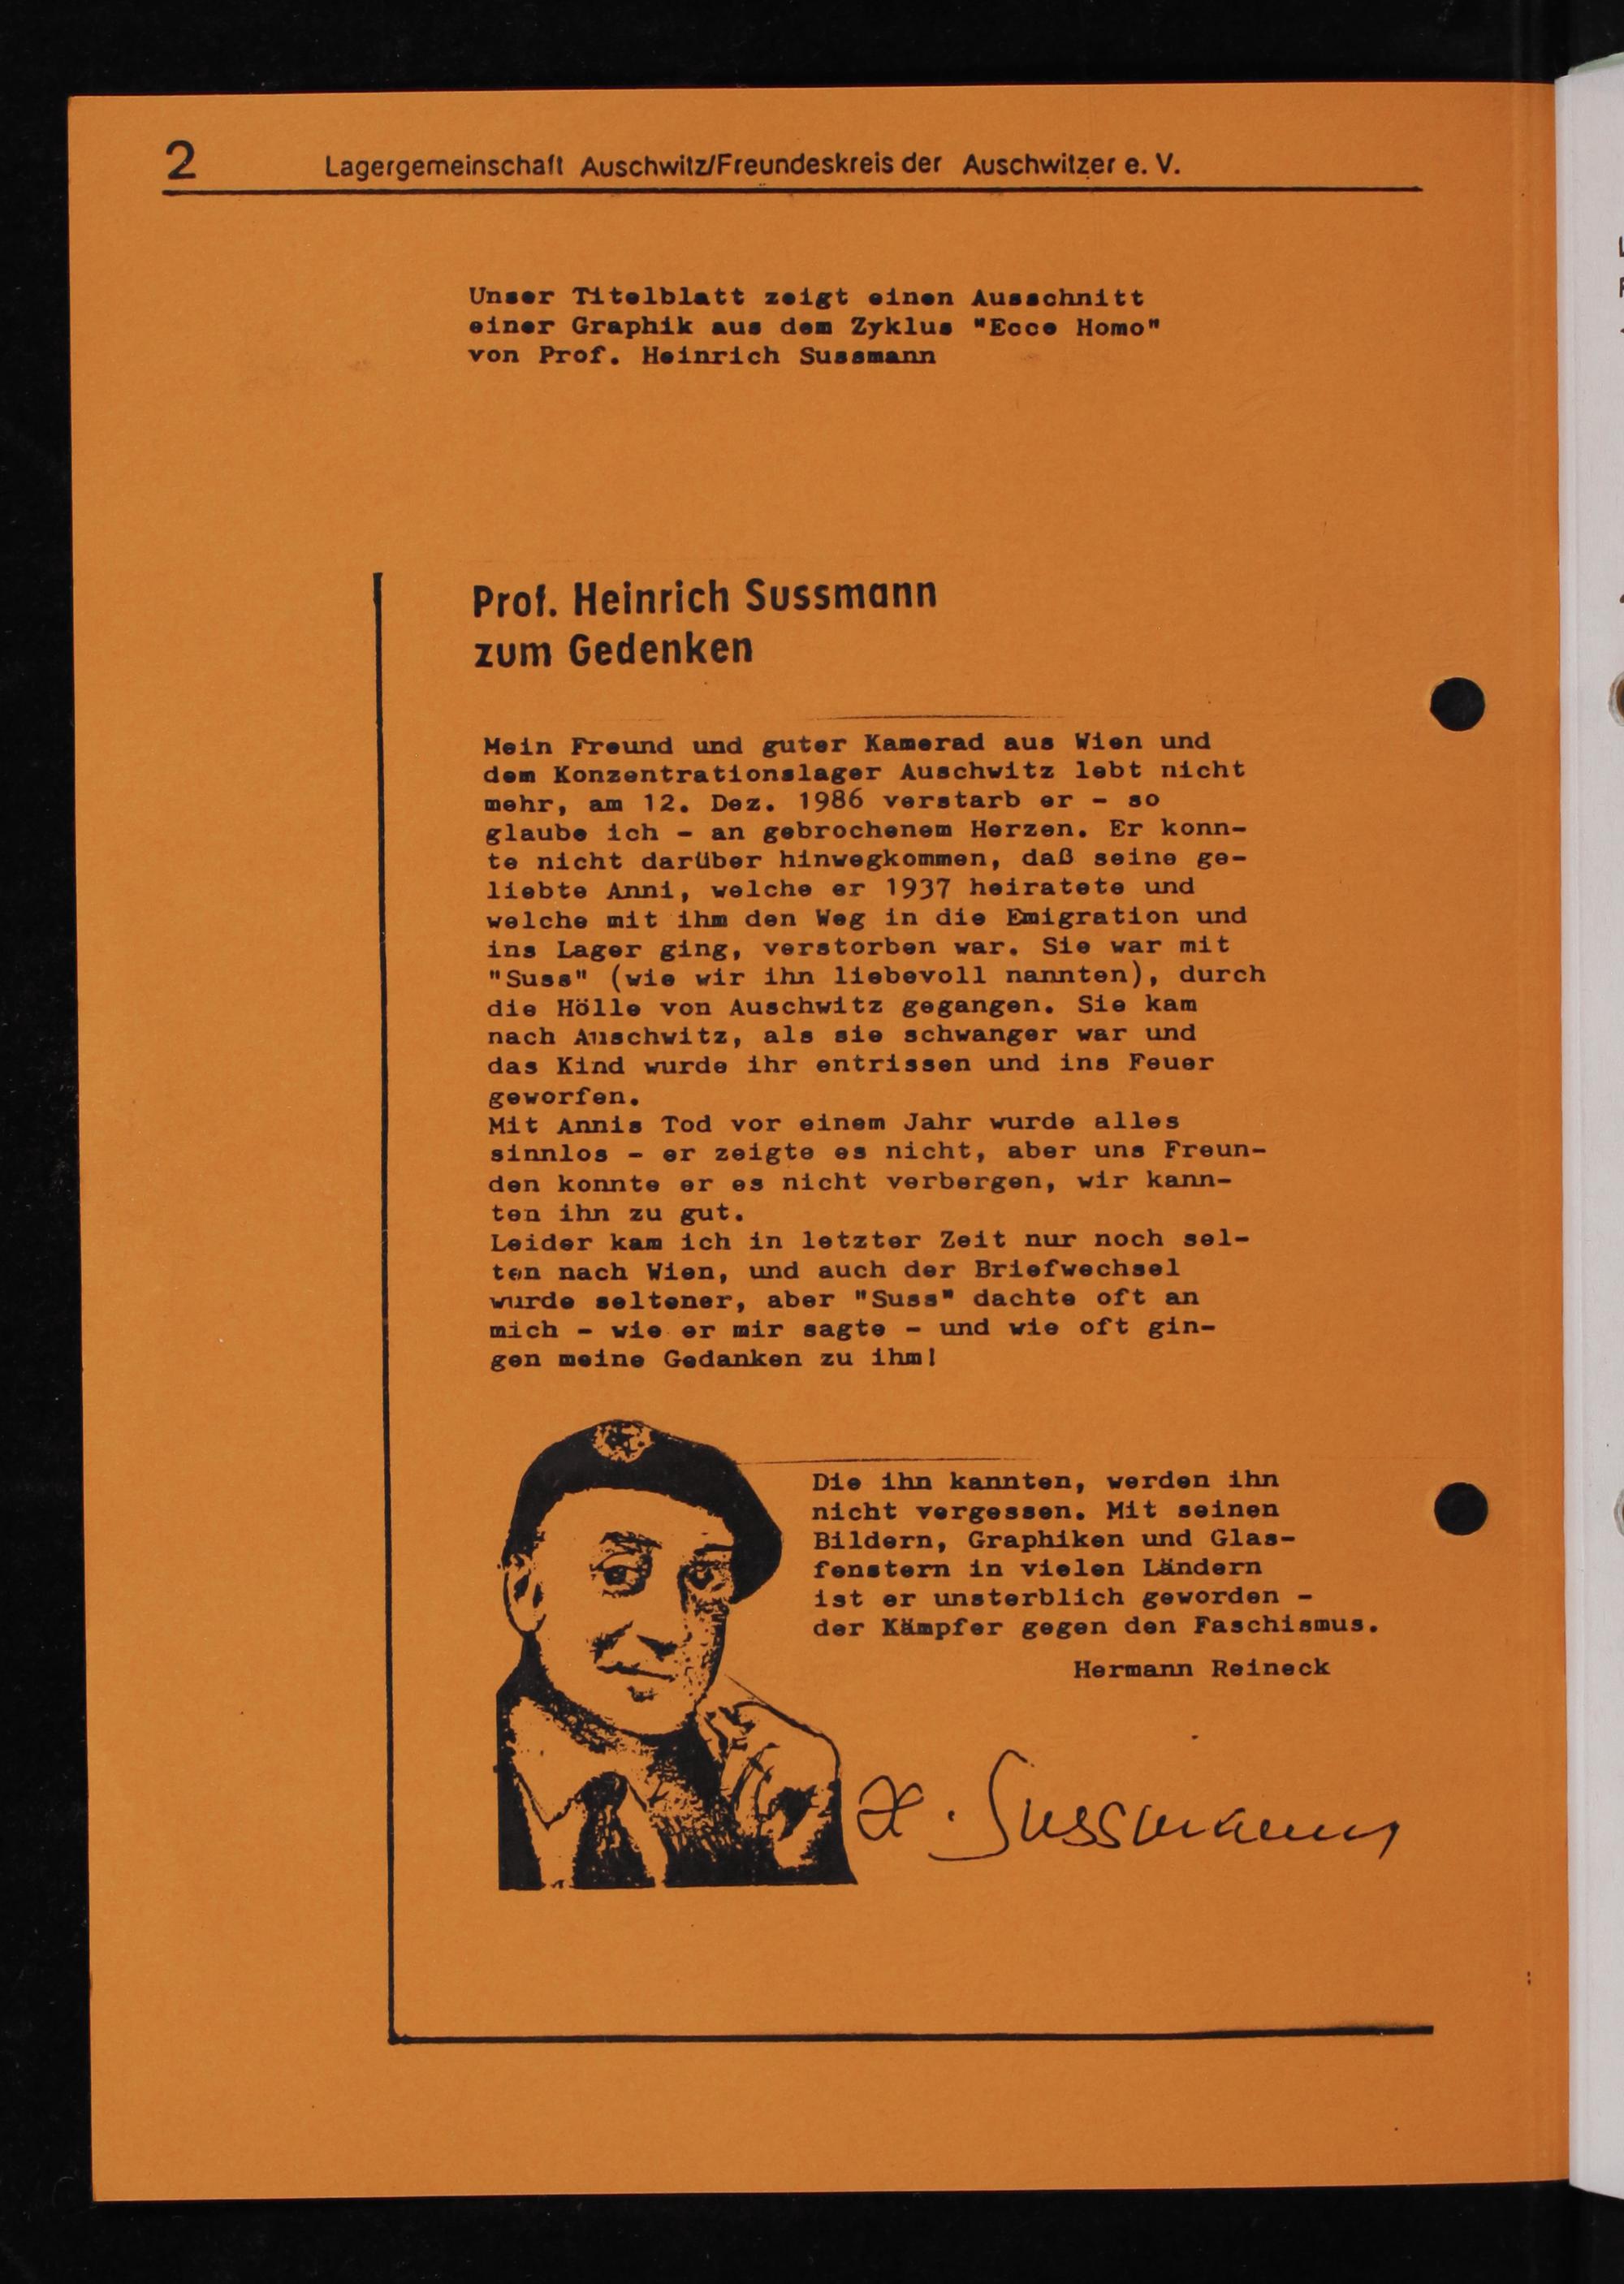 2
Lagergemeinschaft Auschwitz/Freundeskreis der Auschwitzer e. V.
Unser Titelblatt zeigt einen Ausschnitt
einer Graphik aus dem Zyklus "Ecce Homo"
von Prof. Heinrich Sussmann
Prof. Heinrich Sussmann
zum Gedenken
Mein Freund und guter Kamerad aus Wien und
dem Konzentrationslager Auschwitz lebt nicht
mehr, am 12. Dez. 1986 verstarb er - so
glaube ich - an gebrochenem Herzen. Er konn-
te nicht darüber hinwegkommen, daß seine ge-
liebte Anni, welche er 1937 heiratete und
welche mit ihm den Weg in die Emigration und
ins Lager ging, verstorben war. Sie war mit
"Suss" (wie wir ihn liebevoll nannten), durch
die Hölle von Auschwitz gegangen. Sie kam
nach Auschwitz, als sie schwanger war und
das Kind wurde ihr entrissen und ins Feuer
geworfen.
Mit Annis Tod vor einem Jahr wurde alles
sinnlos - er zeigte es nicht, aber uns Freun-
den konnte er es nicht verbergen, wir kann-
ten ihn zu gut.
Leider kam ich in letzter Zeit nur noch sel-
ten nach Wien, und auch der Briefwechsel
wurde seltener, aber "Suss" dachte oft an
mich - wie er mir sagte - und wie oft gin-
gen meine Gedanken zu ihm!
Die ihn kannten, werden ihn
nicht vergessen. Mit seinen
Bildern, Graphiken und Glas-
fenstern in vielen Ländern
ist er unsterblich geworden -
der Kämpfer gegen den Faschismus.
Hermann Reineck
H. Sussmann